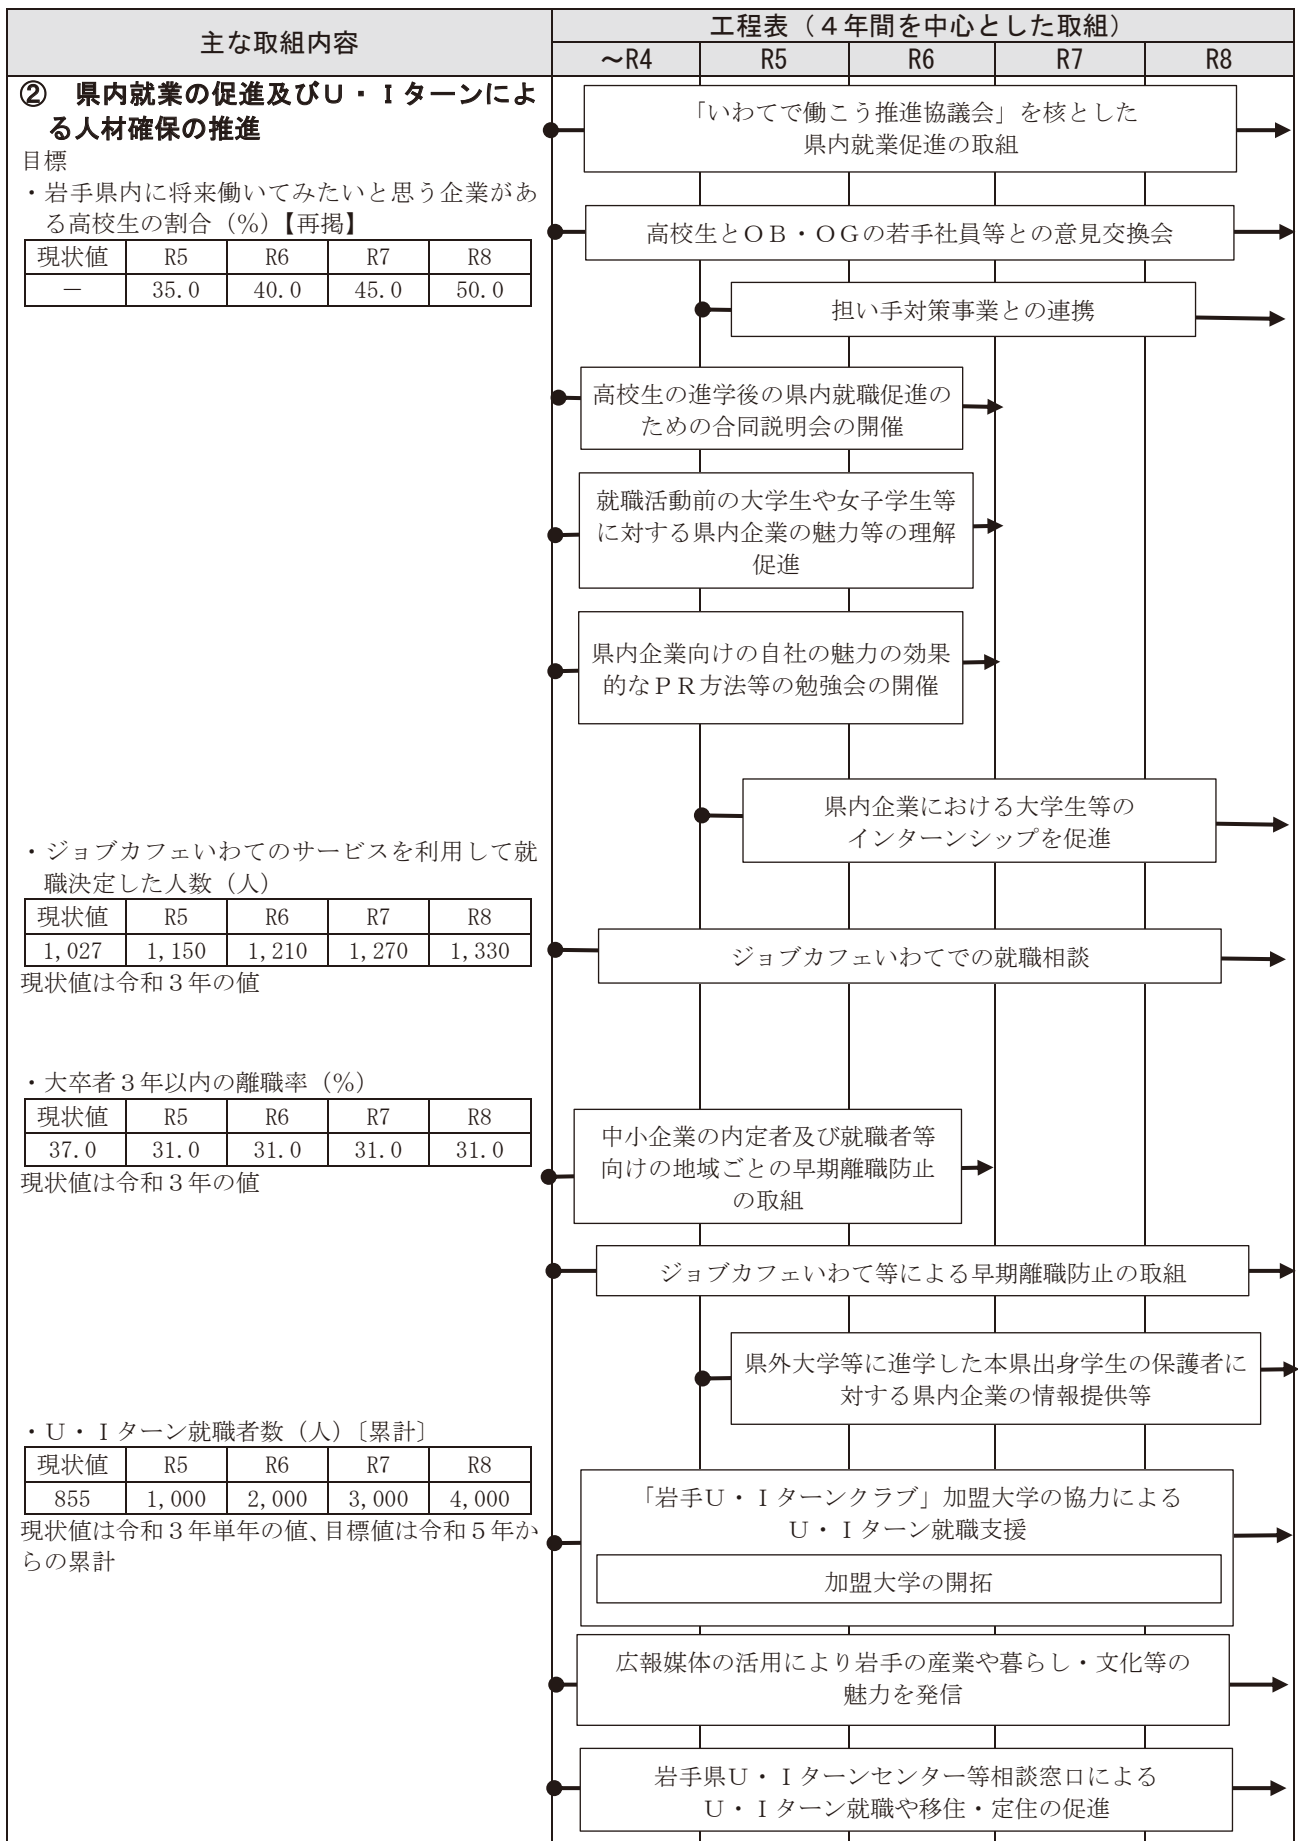 主な取組内容
工程表（４年間を中心とした取組）
～R4 R5 R6 R7 R8
② 県内就業の促進及びＵ・Ｉターンによ
る人材確保の推進
目標
・岩手県内に将来働いてみたいと思う企業があ
る高校生の割合（％）【再掲】
現状値 R5 R6 R7 R8
－ 35.0 40.0 45.0 50.0
「いわてで働こう推進協議会」を核とした
県内就業促進の取組
高校生とＯＢ・ＯＧの若手社員等との意見交換会
担い手対策事業との連携
高校生の進学後の県内就職促進の
ための合同説明会の開催
就職活動前の大学生や女子学生等
に対する県内企業の魅力等の理解
促進
県内企業向けの自社の魅力の効果
的なＰＲ方法等の勉強会の開催
県内企業における大学生等の
インターンシップを促進
・ジョブカフェいわてのサービスを利用して就
職決定した人数（人）
現状値 R5 R6 R7 R8
1,027 1,150 1,210 1,270 1,330
現状値は令和３年の値
ジョブカフェいわてでの就職相談
・大卒者３年以内の離職率（％）
現状値 R5 R6 R7 R8
37.0 31.0 31.0 31.0 31.0
現状値は令和３年の値
中小企業の内定者及び就職者等
向けの地域ごとの早期離職防止
の取組
ジョブカフェいわて等による早期離職防止の取組
県外大学等に進学した本県出身学生の保護者に
対する県内企業の情報提供等
・Ｕ・Ｉターン就職者数（人）〔累計〕
現状値 R5 R6 R7 R8
855 1,000 2,000 3,000 4,000
現状値は令和３年単年の値、目標値は令和５年か
らの累計
「岩手Ｕ・Ｉターンクラブ」加盟大学の協力による
Ｕ・Ｉターン就職支援
加盟大学の開拓
広報媒体の活用により岩手の産業や暮らし・文化等の
魅力を発信
岩手県Ｕ・Ｉターンセンター等相談窓口による
Ｕ・Ｉターン就職や移住・定住の促進